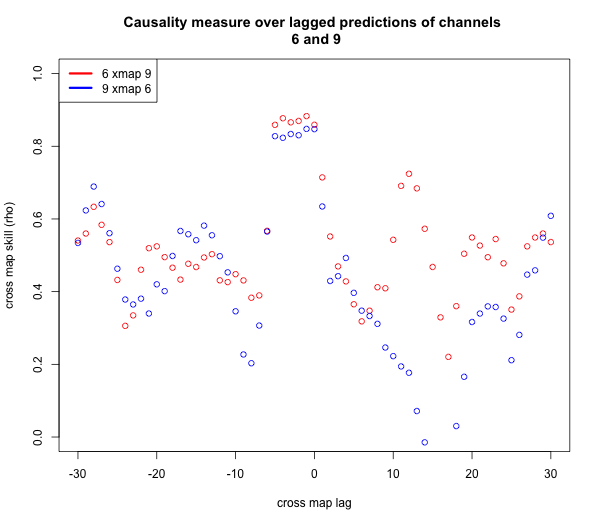 Causality measure over lagged predictions of channels
6 and 9
6 xmap 9
9 xmap 6
cross map skill (rho)
1.0
0.8
0.6
0.4
0.2
0.0
-30
-20
-10
0
10
20
30
cross map lag